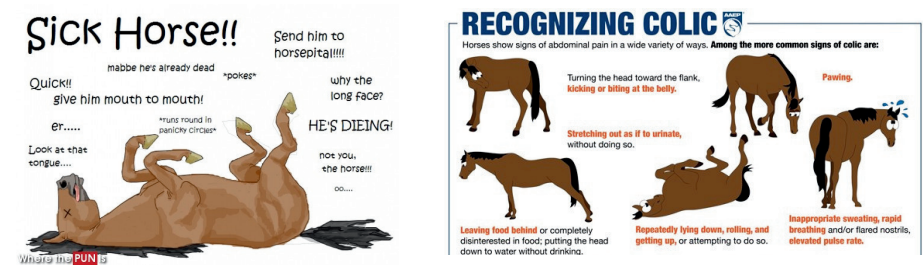 Sick Horse!!
Send him to
horsepital!!!!
mabbe he's already dead
*pokes*
Quick!!
give him mouth to mouth!
why the
long face?
er.....
*runs round in
panicky circles*
HE'S DIEING!
Look at that
tongue....
not you,
the horse!!!
oo....
Where the PUN is
RECOGNIZING COLIC
AAEP
Horses show signs of abdominal pain in a wide variety of ways. Among the more common signs of colic are:
Turning the head toward the flank,
kicking or biting at the belly.
Pawing.
Stretching out as if to urinate,
without doing so.
Leaving food behind or completely
disinterested in food; putting the head
down to water without drinking.
Repeatedly lying down, rolling, and
getting up, or attempting to do so.
Inappropriate sweating, rapid
breathing and/or flared nostrils,
elevated pulse rate.